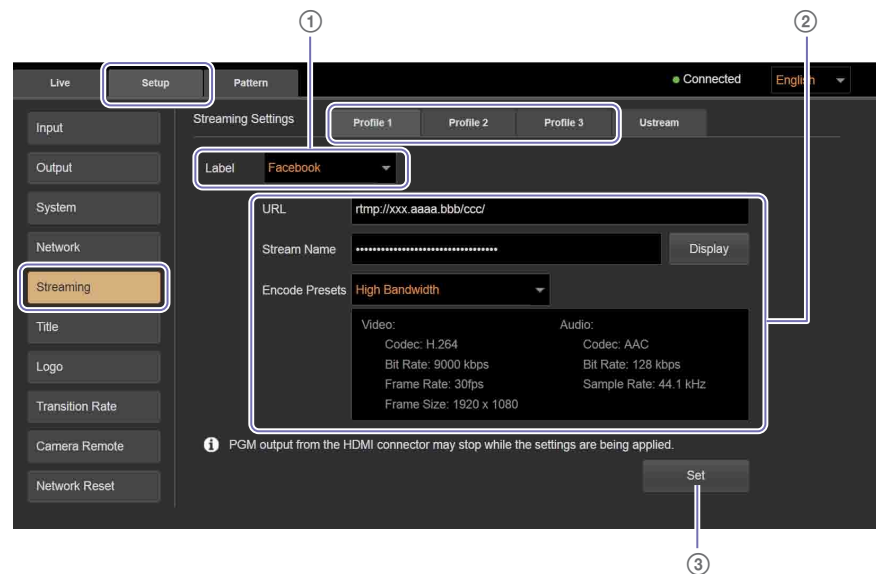 ① ②
Live Setup Pattern Connected English
Streaming Settings Profile 1 Profile 2 Profile 3 Ustream
Input
Output
System
Network
Streaming
Title
Logo
Transition Rate
Camera Remote
Network Reset
Label Facebook
URL rtmp://xxx.aaaa.bbb/ccc/
Stream Name •••••••••••••••••••••••••••••••••• Display
Encode Presets High Bandwidth
Video:
Codec: H.264
Bit Rate: 9000 kbps
Frame Rate: 30fps
Frame Size: 1920 x 1080
Audio:
Codec: AAC
Bit Rate: 128 kbps
Sample Rate: 44.1 kHz
PGM output from the HDMI connector may stop while the settings are being applied.
Set
③